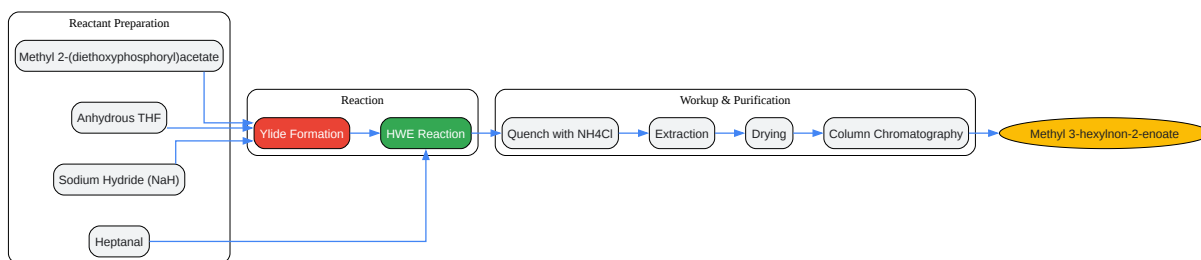 Reactant Preparation
Methyl 2-(diethoxyphosphoryl)acetate
Anhydrous THF
Sodium Hydride (NaH)
Heptanal
Reaction
Ylide Formation
HWE Reaction
Workup & Purification
Quench with NH4Cl
Extraction
Drying
Column Chromatography
Methyl 3-hexylnon-2-enoate